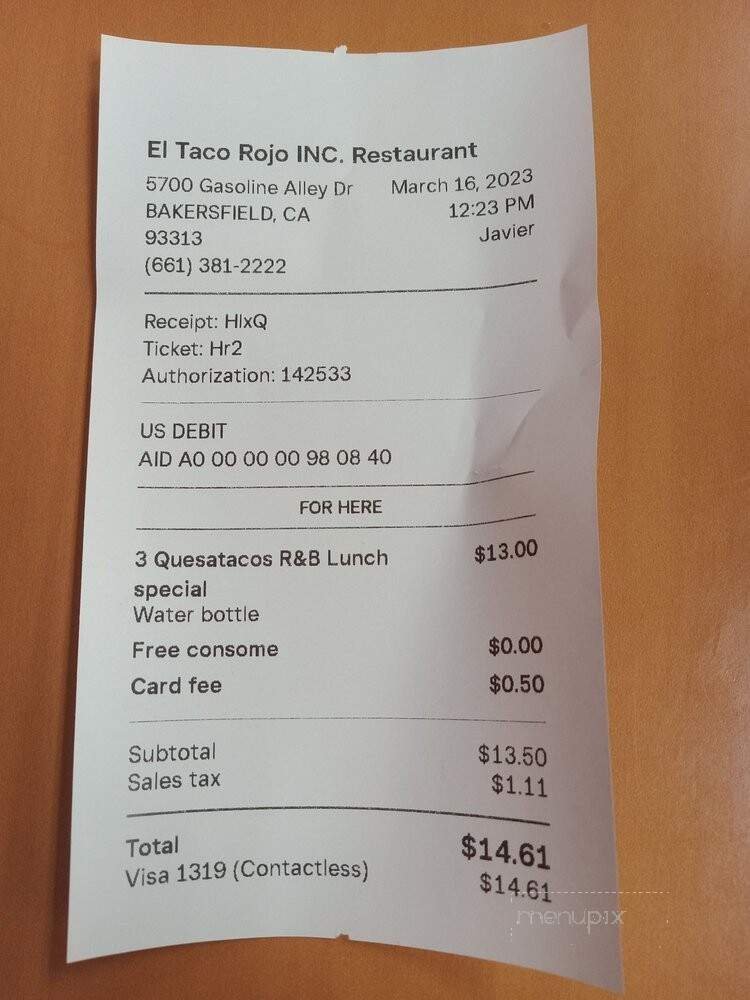 El Taco Rojo INC. Restaurant
5700 Gasoline Alley Dr March 16, 2023
BAKERSFIELD, CA 12:23 PM
93313 Javier
(661) 381-2222
Receipt: HlxQ
Ticket: Hr2
Authorization: 142533
US DEBIT
AID A0 00 00 00 98 08 40
FOR HERE
3 Quesatacos R&B Lunch $13.00
special
Water bottle
Free consome $0.00
Card fee $0.50
Subtotal $13.50
Sales tax $1.11
Total $14.61
Visa 1319 (Contactless) $14.61
menupix